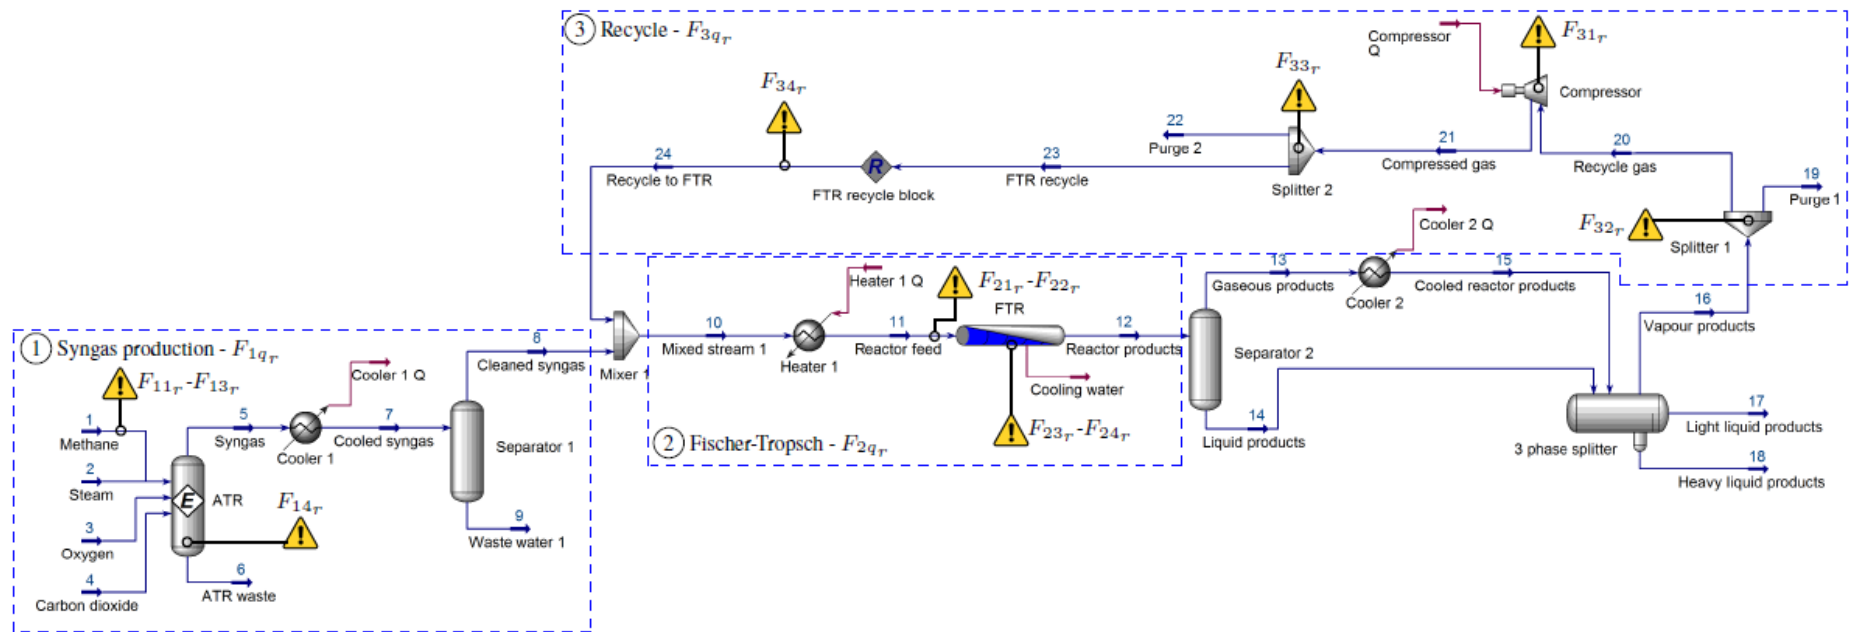 3 Recycle - F3qr
Compressor
Q
F31r
Compressor
F33r
F34r
22
Purge 2
21
Compressed gas
20
Recycle gas
19
Purge 1
24
Recycle to FTR
R
FTR recycle block
23
FTR recycle
Splitter 2
F32r
Splitter 1
Cooler 2 Q
13
Gaseous products
Cooler 2
15
Cooled reactor products
16
Vapour products
Heater 1 Q
F21r-F22r
FTR
10
Mixed stream 1
Heater 1
11
Reactor feed
12
Reactor products
Cooling water
F23r-F24r
2 Fischer-Tropsch - F2qr
Separator 2
14
Liquid products
3 phase splitter
17
Light liquid products
18
Heavy liquid products
1 Syngas production - F1qr
8
Cleaned syngas
Mixer 1
F11r-F13r
Cooler 1 Q
1
Methane
5
Syngas
Cooler 1
7
Cooled syngas
Separator 1
2
Steam
E
ATR
F14r
3
Oxygen
9
Waste water 1
4
Carbon dioxide
6
ATR waste